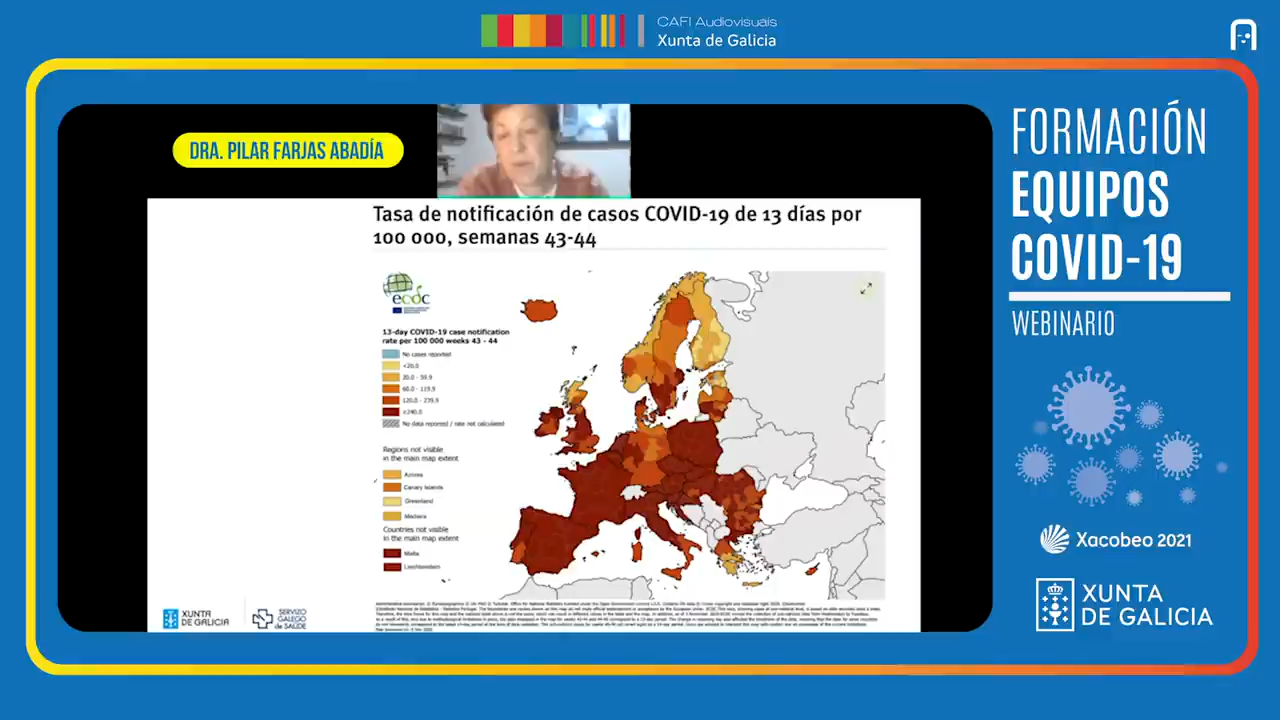 CAFI Audiovisuais
Xunta de Galicia
DRA. PILAR FARJAS ABADÍA
FORMACIÓN
EQUIPOS
COVID-19
WEBINARIO
Tasa de notificación de casos COVID-19 de 13 días por
100 000, semanas 43-44
ecdc
13-day COVID-19 case notification
rate per 100 000 weeks 43 - 44
No cases reported
<20.0
20.0 - 59.9
60.0 - 119.9
120.0 - 239.9
≥240.0
No data reported / rate not calculated
Regions not visible
in the main map extent
Azores
Canary Islands
Greenland
Madeira
Countries not visible
in the main map extent
Malta
Liechtenstein
XUNTA
DE GALICIA
SERVIZO
GALEGO
de SAÚDE
Xacobeo 2021
XUNTA
DE GALICIA